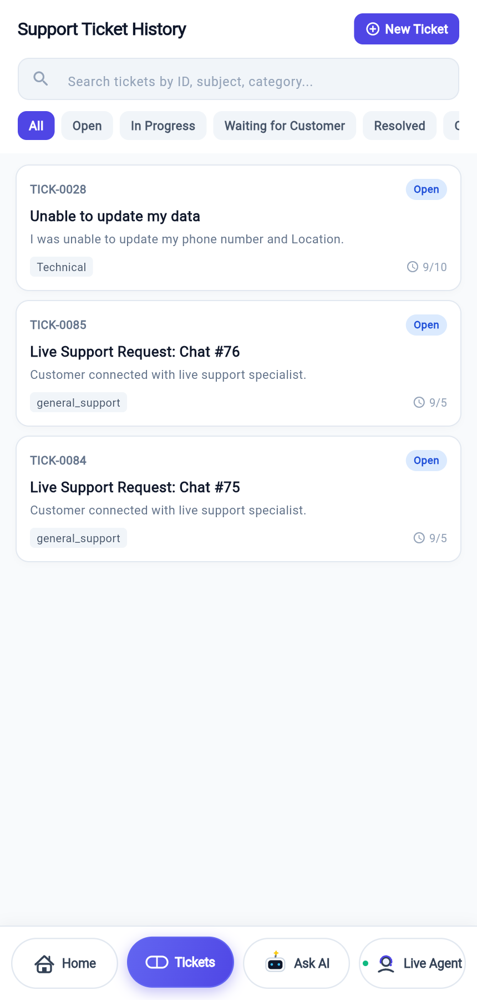 Support Ticket History
New Ticket
Search tickets by ID, subject, category...
All
Open
In Progress
Waiting for Customer
Resolved
TICK-0028
Open
Unable to update my data
I was unable to update my phone number and Location.
Technical
9/10
TICK-0085
Open
Live Support Request: Chat #76
Customer connected with live support specialist.
general_support
9/5
TICK-0084
Open
Live Support Request: Chat #75
Customer connected with live support specialist.
general_support
9/5
Home
Tickets
Ask AI
Live Agent